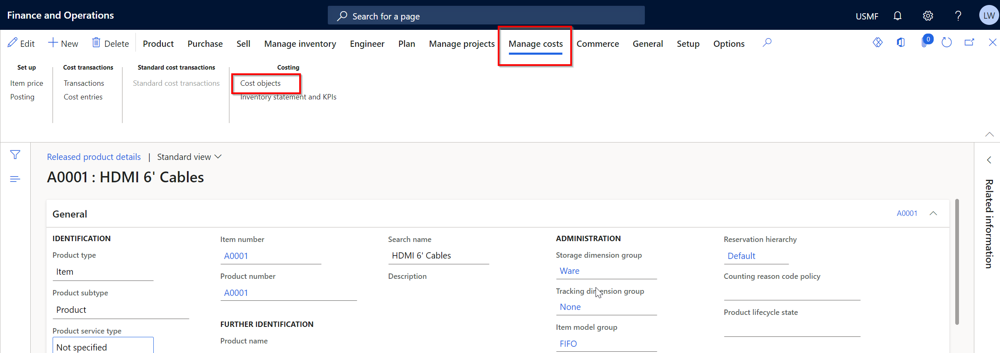 Finance and Operations
Search for a page
USMF
LW
Edit New Delete Product Purchase Sell Manage inventory Engineer Plan Manage projects Manage costs Commerce General Setup Options
0
Set up
Item price
Posting
Cost transactions
Transactions
Cost entries
Standard cost transactions
Standard cost transactions
Costing
Cost objects
Inventory statement and KPIs
Released product details | Standard view
A0001 : HDMI 6' Cables
General
A0001
IDENTIFICATION
Product type
Item
Product subtype
Product
Product service type
Not specified
Item number
A0001
Product number
A0001
FURTHER IDENTIFICATION
Product name
Search name
HDMI 6' Cables
Description
ADMINISTRATION
Storage dimension group
Ware
Tracking dimension group
None
Item model group
FIFO
Reservation hierarchy
Default
Counting reason code policy
Product lifecycle state
Related information